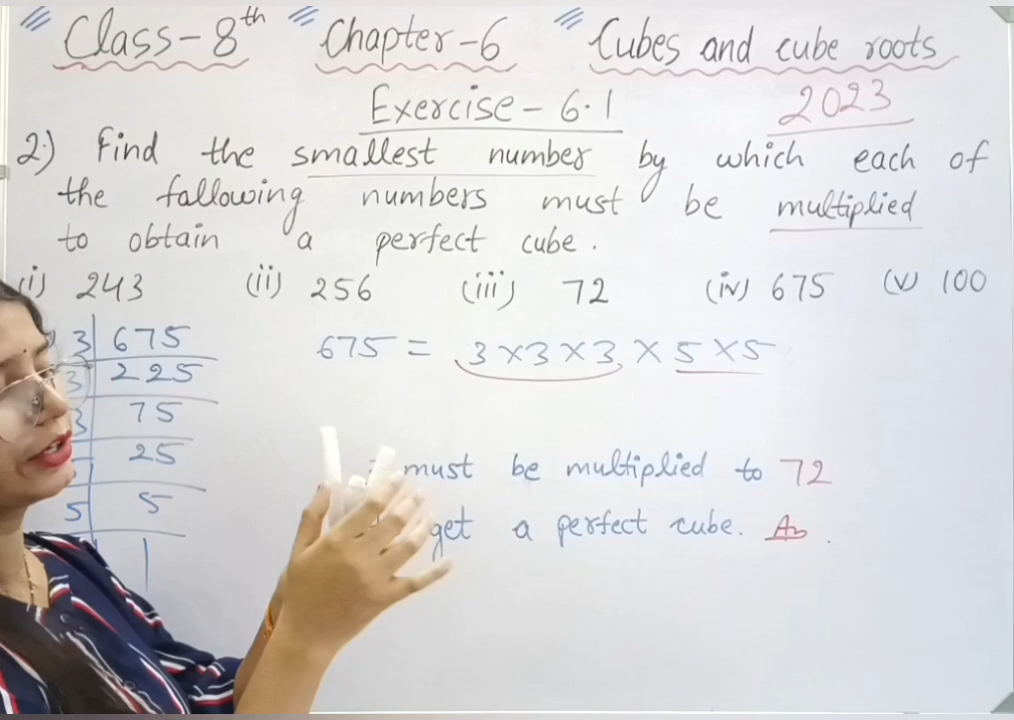 Class-8th Chapter-6 Cubes and cube roots
Exercise-6.1 2023
2.) Find the smallest number by which each of
the fallowing numbers must be multiplied
to obtain a perfect cube.
(i) 243 (ii) 256 (iii) 72 (iv) 675 (v) 100
3 675
3 225
3 75
25
5 5
1
675 = 3×3×3×5×5
must be multiplied to 72
get a perfect cube. As.